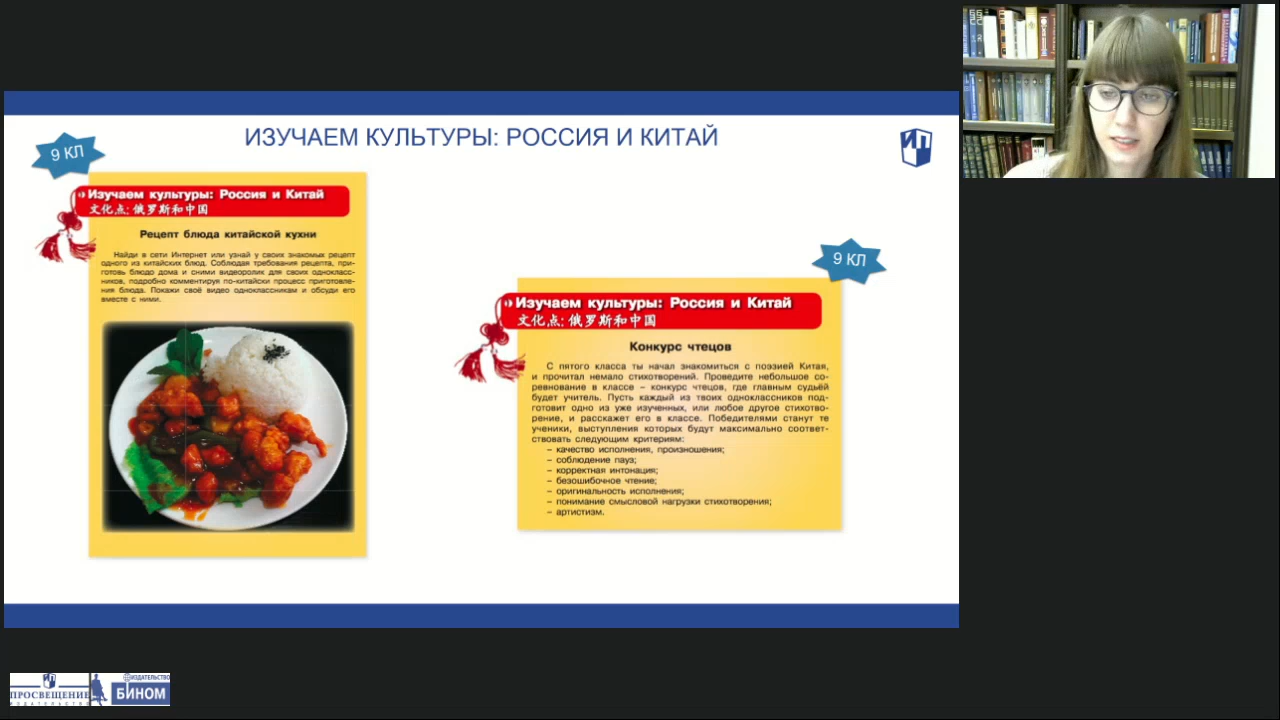 ИЗУЧАЕМ КУЛЬТУРЫ: РОССИЯ И КИТАЙ
9 КЛ
Изучаем культуры: Россия и Китай
文化点: 俄罗斯和中国
Рецепт блюда китайской кухни
Найди в сети Интернет или узнай у своих знакомых рецепт
одного из китайских блюд. Соблюдая требования рецепта, при-
готовь блюдо дома и сними видеоролик для своих однокласс-
ников, подробно комментируя по-китайски процесс приготовле-
ния блюда. Покажи своё видео одноклассникам и обсуди его
вместе с ними.
9 КЛ
Изучаем культуры: Россия и Китай
文化点: 俄罗斯和中国
Конкурс чтецов
С пятого класса ты начал знакомиться с поэзией Китая,
и прочитал немало стихотворений. Проведите небольшое со-
ревнование в классе – конкурс чтецов, где главным судьёй
будет учитель. Пусть каждый из твоих одноклассников под-
готовит одно из уже изученных, или любое другое стихотво-
рение, и расскажет его в классе. Победителями станут те
ученики, выступления которых будут максимально соответ-
ствовать следующим критериям:
– качество исполнения, произношения;
– соблюдение пауз;
– корректная интонация;
– безошибочное чтение;
– оригинальность исполнения;
– понимание смысловой нагрузки стихотворения;
– артистизм.
ПРОСВЕЩЕНИЕ
ИЗДАТЕЛЬСТВО
ИЗДАТЕЛЬСТВО
БИНОМ